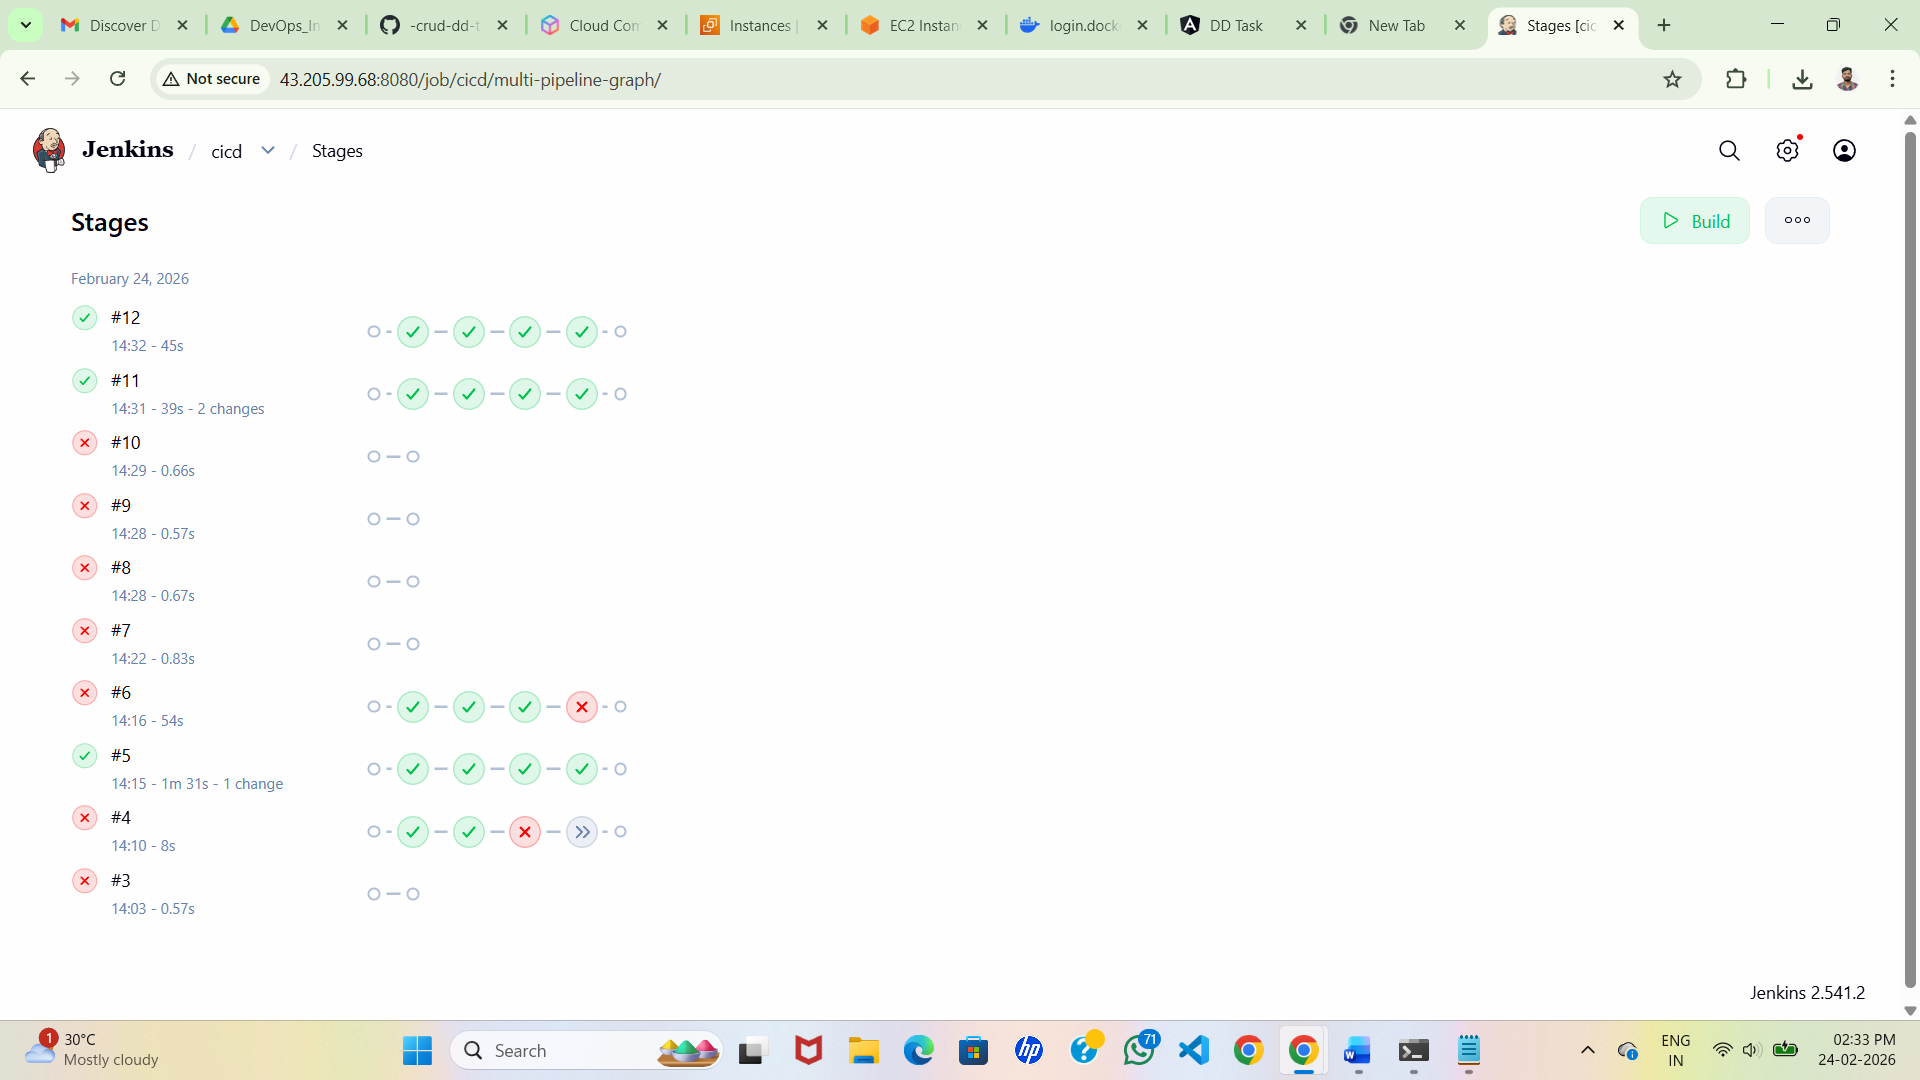 Discover D
DevOps_In
-crud-dd-t
Cloud Com
Instances |
EC2 Instan
login.docke
DD Task
New Tab
Stages [cic
Not secure
43.205.99.68:8080/job/cicd/multi-pipeline-graph/
Jenkins / cicd / Stages
Stages
Build
February 24, 2026
#12
14:32 - 45s
#11
14:31 - 39s - 2 changes
#10
14:29 - 0.66s
#9
14:28 - 0.57s
#8
14:28 - 0.67s
#7
14:22 - 0.83s
#6
14:16 - 54s
#5
14:15 - 1m 31s - 1 change
#4
14:10 - 8s
#3
14:03 - 0.57s
Jenkins 2.541.2
1
30°C
Mostly cloudy
Search
hp
71
ENG
IN
02:33 PM
24-02-2026